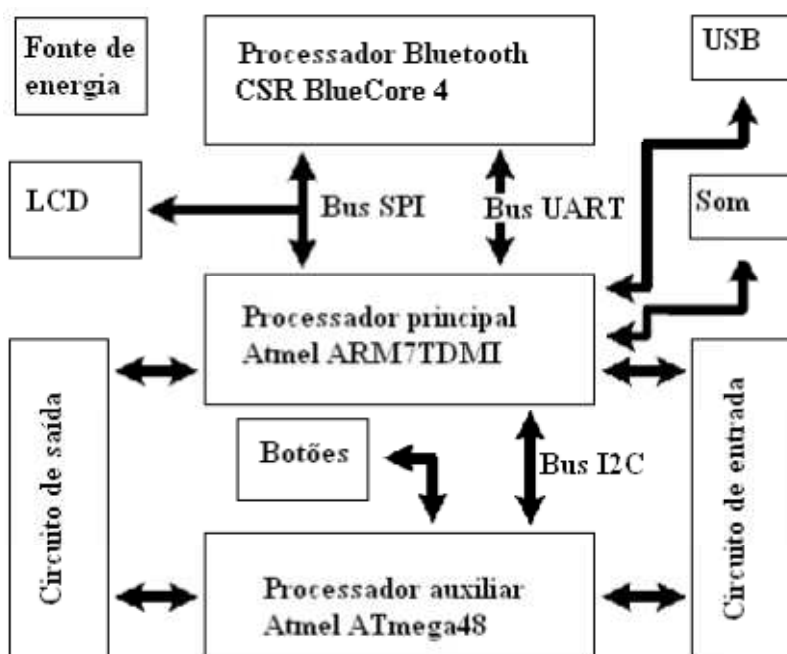 Fonte de
energia
Processador Bluetooth
CSR BlueCore 4
USB
LCD
Bus SPI
Bus UART
Som
Processador principal
Atmel ARM7TDMI
Circuito de saída
Botões
Bus I2C
Circuito de entrada
Processador auxiliar
Atmel ATmega48